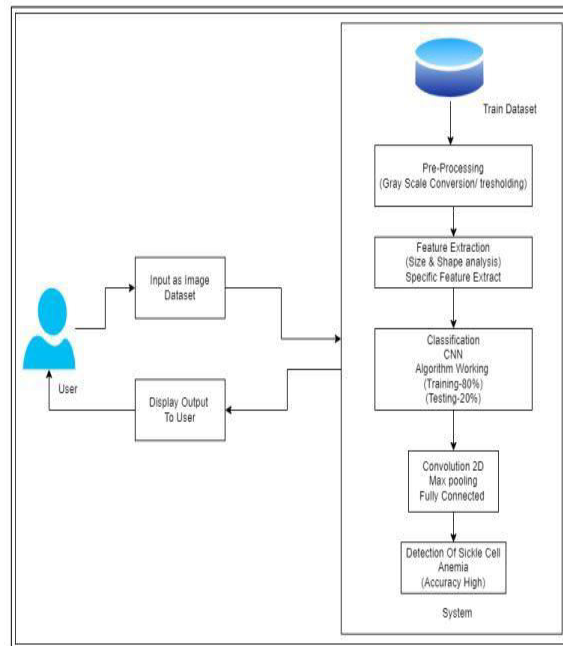 Train Dataset
Pre-Processing
(Gray Scale Conversion/ tresholding)
Feature Extraction
(Size & Shape analysis)
Specific Feature Extract
Classification
CNN
Algorithm Working
(Training-80%)
(Testing-20%)
Convolution 2D
Max pooling
Fully Connected
Detection Of Sickle Cell
Anemia
(Accuracy High)
System
Input as Image
Dataset
User
Display Output
To User